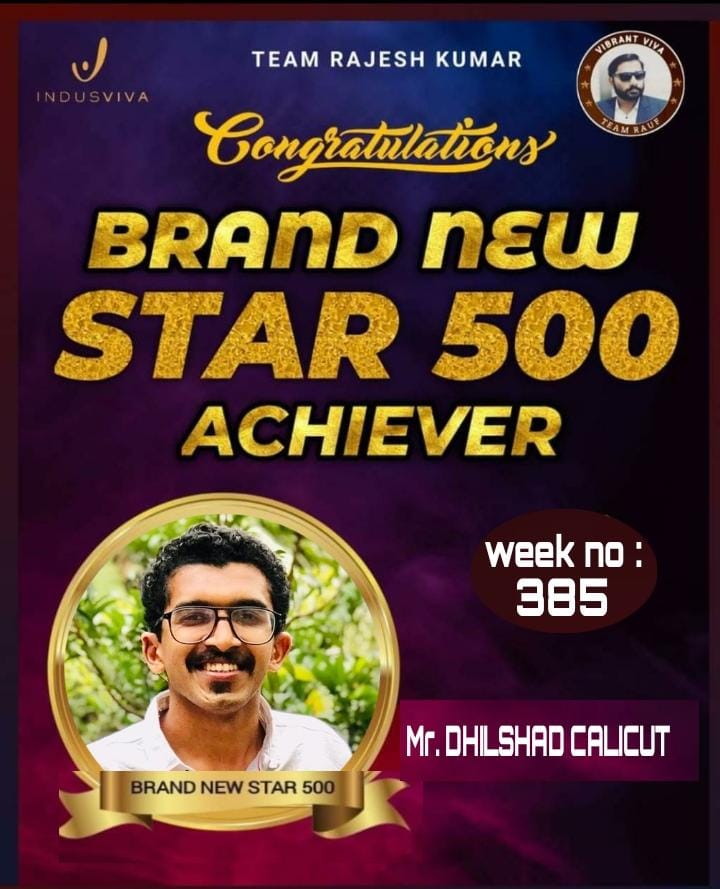 INDUSVIVA
TEAM RAJESH KUMAR
VIBRANT VIVA
TEAM RAUF
Congratulations
BRAND NEW
STAR 500
ACHIEVER
week no :
385
Mr. DHILSHAD CALICUT
BRAND NEW STAR 500